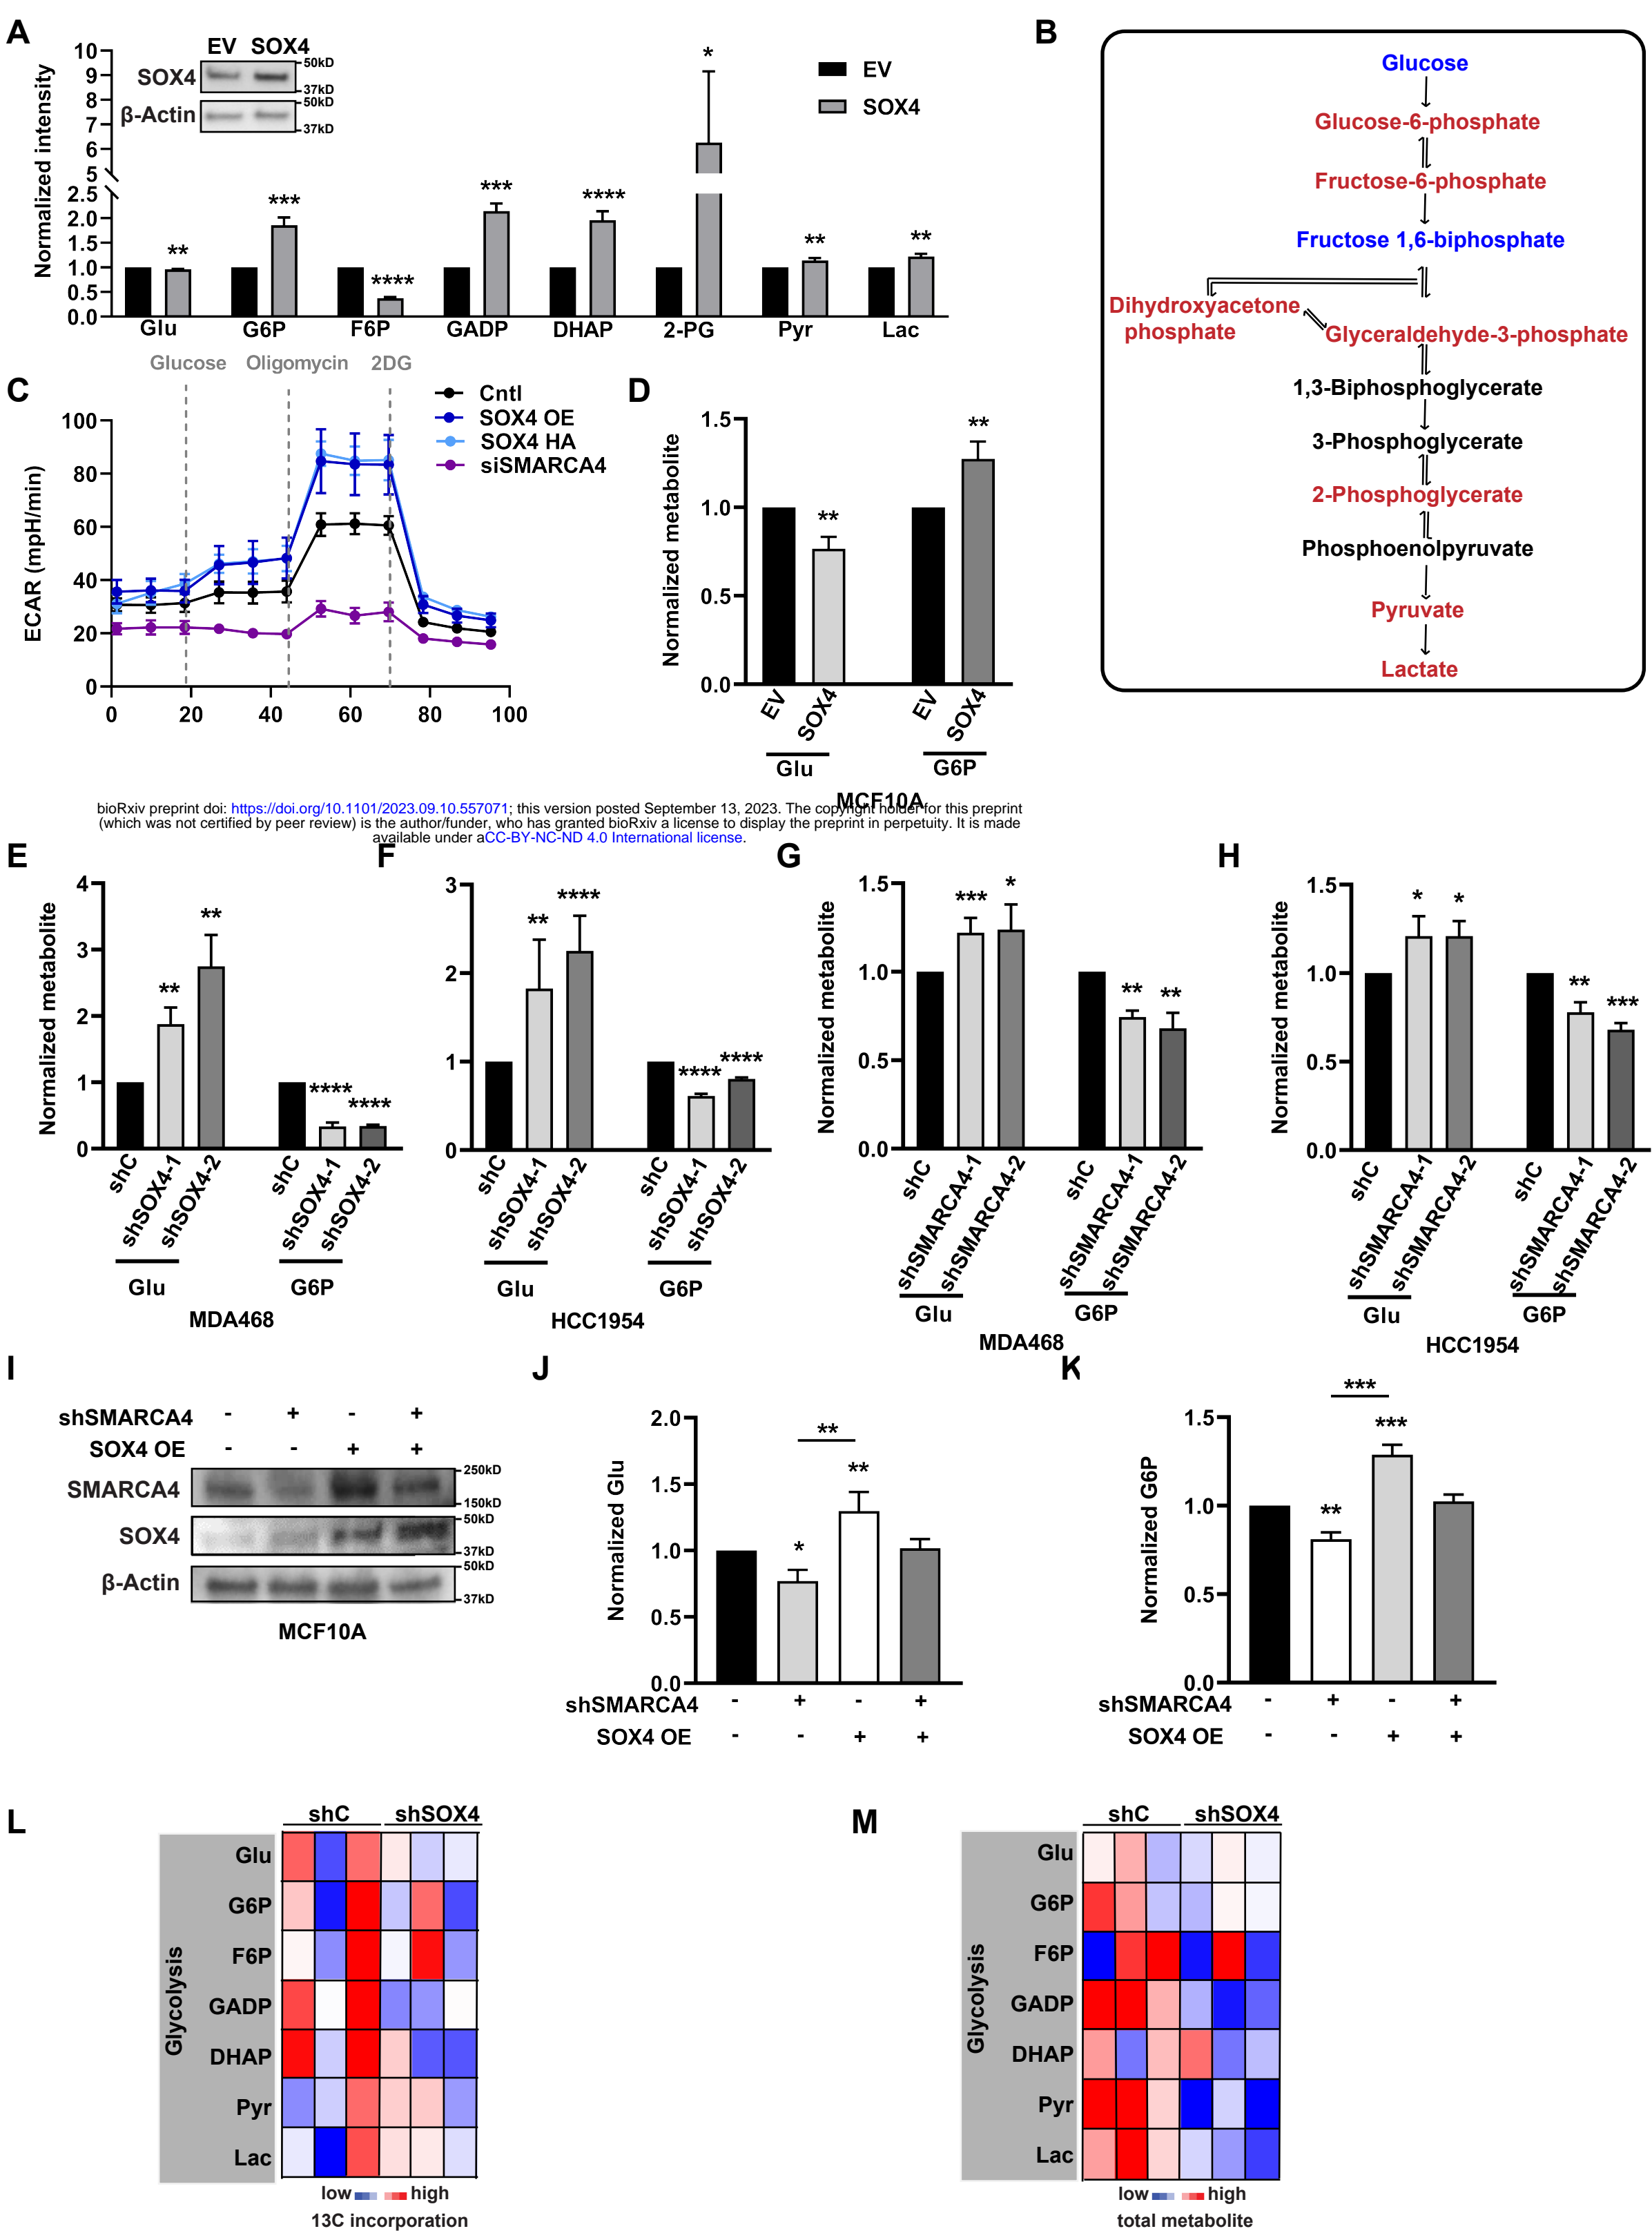 A
EV SOX4
SOX4
β-Actin
50kD
37kD
50kD
37kD
Normalized intensity
10
9
8
7
6
5
2.5
2.0
1.5
1.0
0.5
0.0
** *** **** *** **** * ** **
Glu G6P F6P GADP DHAP 2-PG Pyr Lac
EV
SOX4
B
Glucose
Glucose-6-phosphate
Fructose-6-phosphate
Fructose 1,6-biphosphate
Dihydroxyacetone
phosphate
Glyceraldehyde-3-phosphate
1,3-Biphosphoglycerate
3-Phosphoglycerate
2-Phosphoglycerate
Phosphoenolpyruvate
Pyruvate
Lactate
C
Glucose Oligomycin 2DG
Cntl
SOX4 OE
SOX4 HA
siSMARCA4
ECAR (mpH/min)
100
80
60
40
20
0
0 20 40 60 80 100
D
Normalized metabolite
1.5
1.0
0.5
0.0
** **
EV SOX4 EV SOX4
Glu G6P
MCF10A
bioRxiv preprint doi: https://doi.org/10.1101/2023.09.10.557071; this version posted September 13, 2023. The copyright holder for this preprint
(which was not certified by peer review) is the author/funder, who has granted bioRxiv a license to display the preprint in perpetuity. It is made
available under aCC-BY-NC-ND 4.0 International license.
E
Normalized metabolite
4
3
2
1
0
** ** **** ****
shC shSOX4-1 shSOX4-2 shC shSOX4-1 shSOX4-2
Glu G6P
MDA468
F
3
2
1
0
** **** **** ****
shC shSOX4-1 shSOX4-2 shC shSOX4-1 shSOX4-2
Glu G6P
HCC1954
G
Normalized metabolite
1.5
1.0
0.5
0.0
*** * ** **
shC shSMARCA4-1 shSMARCA4-2 shC shSMARCA4-1 shSMARCA4-2
Glu G6P
MDA468
H
Normalized metabolite
1.5
1.0
0.5
0.0
* * ** ***
shC shSMARCA4-1 shSMARCA4-2 shC shSMARCA4-1 shSMARCA4-2
Glu G6P
HCC1954
I
shSMARCA4 - + - +
SOX4 OE - - + +
SMARCA4
SOX4
β-Actin
250kD
150kD
50kD
37kD
50kD
37kD
MCF10A
J
Normalized Glu
2.0
1.5
1.0
0.5
0.0
**
* **
shSMARCA4 - + - +
SOX4 OE - - + +
K
Normalized G6P
1.5
1.0
0.5
0.0
***
** ***
shSMARCA4 - + - +
SOX4 OE - - + +
L
shC shSOX4
Glycolysis
Glu
G6P
F6P
GADP
DHAP
Pyr
Lac
low high
13C incorporation
M
shC shSOX4
Glycolysis
Glu
G6P
F6P
GADP
DHAP
Pyr
Lac
low high
total metabolite